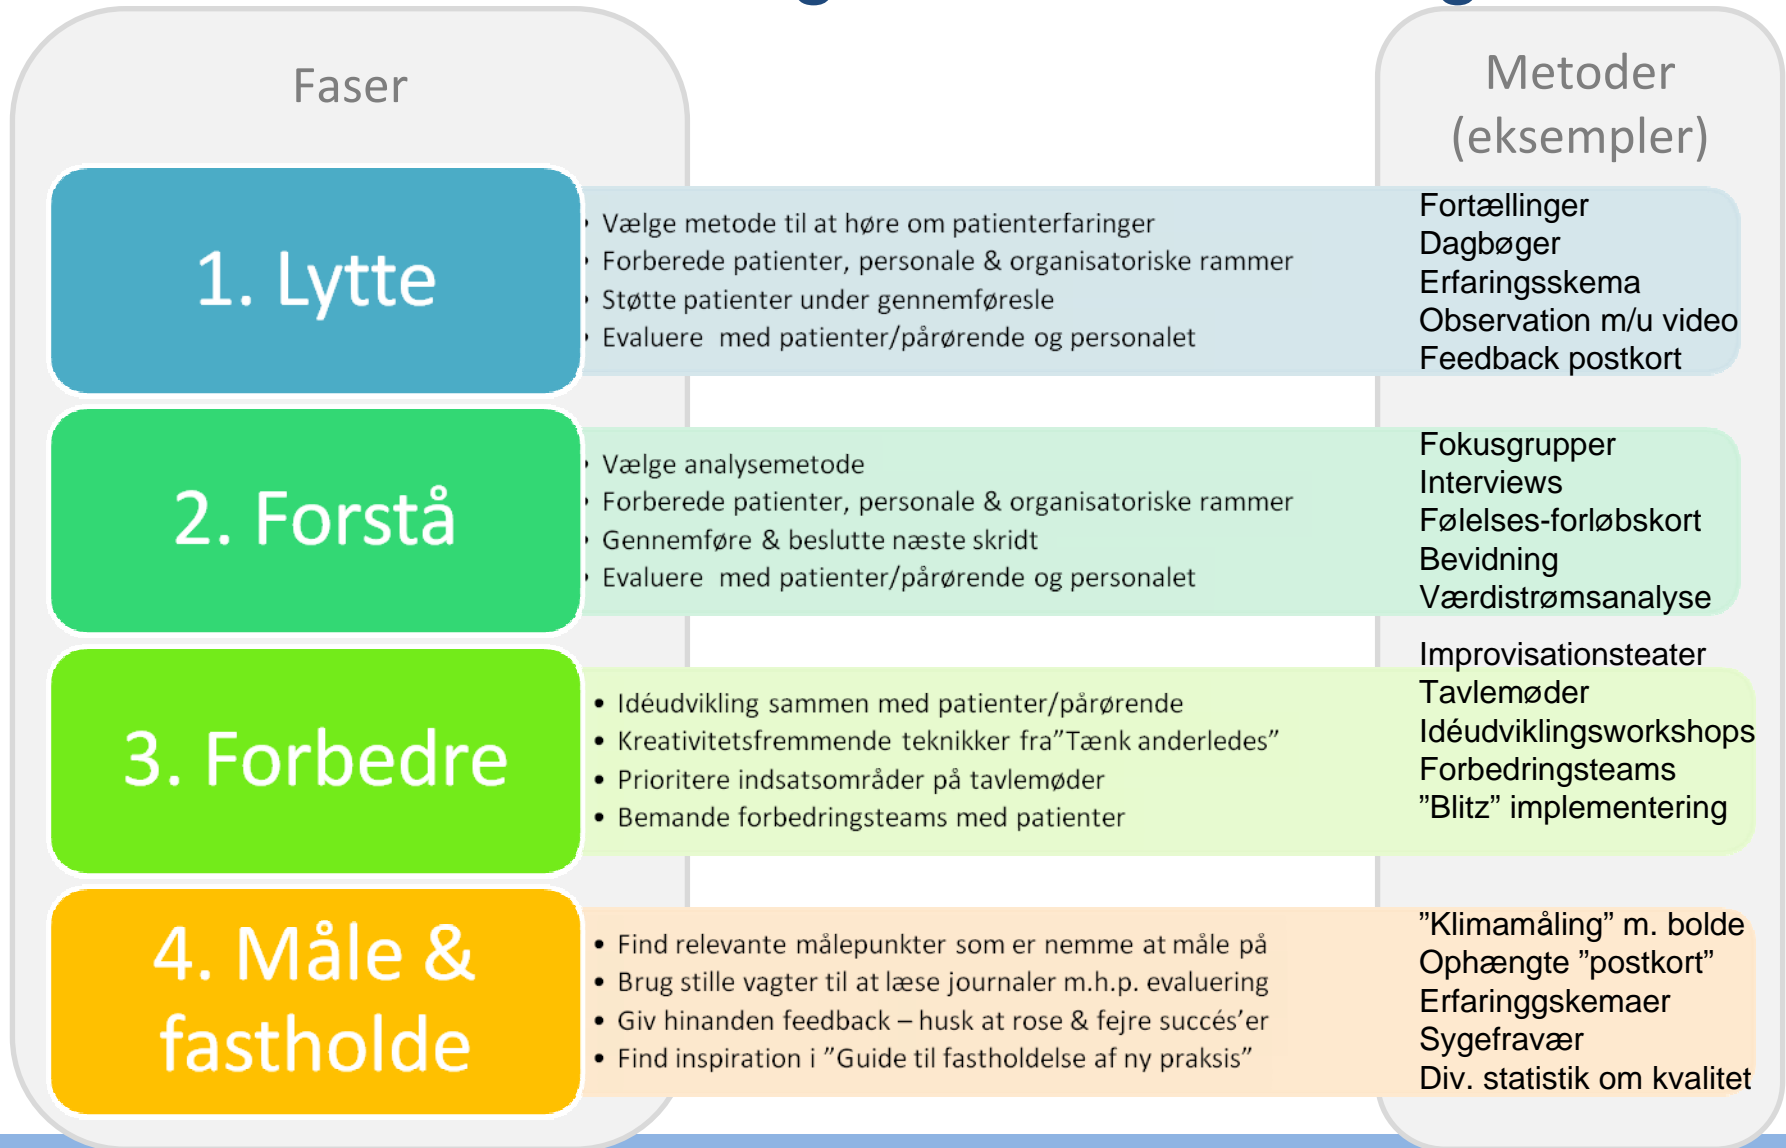 Faser
Metoder
(eksempler)
1. Lytte
• Vælge metode til at høre om patienterfaringer
• Forberede patienter, personale & organisatoriske rammer
• Støtte patienter under gennemføresle
• Evaluere med patienter/pårørende og personalet
Fortællinger
Dagbøger
Erfaringsskema
Observation m/u video
Feedback postkort
2. Forstå
• Vælge analysemetode
• Forberede patienter, personale & organisatoriske rammer
• Gennemføre & beslutte næste skridt
• Evaluere med patienter/pårørende og personalet
Fokusgrupper
Interviews
Følelses-forløbskort
Bevidning
Værdistrømsanalyse
3. Forbedre
• Idéudvikling sammen med patienter/pårørende
• Kreativitetsfremmende teknikker fra”Tænk anderledes”
• Prioritere indsatsområder på tavlemøder
• Bemande forbedringsteams med patienter
Improvisationsteater
Tavlemøder
Idéudviklingsworkshops
Forbedringsteams
”Blitz” implementering
4. Måle &
fastholde
• Find relevante målepunkter som er nemme at måle på
• Brug stille vagter til at læse journaler m.h.p. evaluering
• Giv hinanden feedback – husk at rose & fejre succés’er
• Find inspiration i ”Guide til fastholdelse af ny praksis”
”Klimamåling” m. bolde
Ophængte ”postkort”
Erfaringgskemaer
Sygefravær
Div. statistik om kvalitet